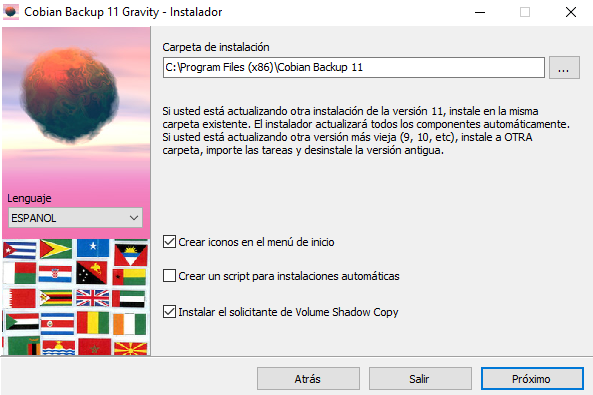 Cobian Backup 11 Gravity - Instalador
Carpeta de instalación
C:\Program Files (x86)\Cobian Backup 11
...
Si usted está actualizando otra instalación de la versión 11, instale en la misma
carpeta existente. El instalador actualizará todos los componentes automáticamente.
Si usted está actualizando otra versión más vieja (9, 10, etc), instale a OTRA
carpeta, importe las tareas y desinstale la versión antigua.
Lenguaje
ESPANOL
Crear iconos en el menú de inicio
Crear un script para instalaciones automáticas
Instalar el solicitante de Volume Shadow Copy
Atrás
Salir
Próximo